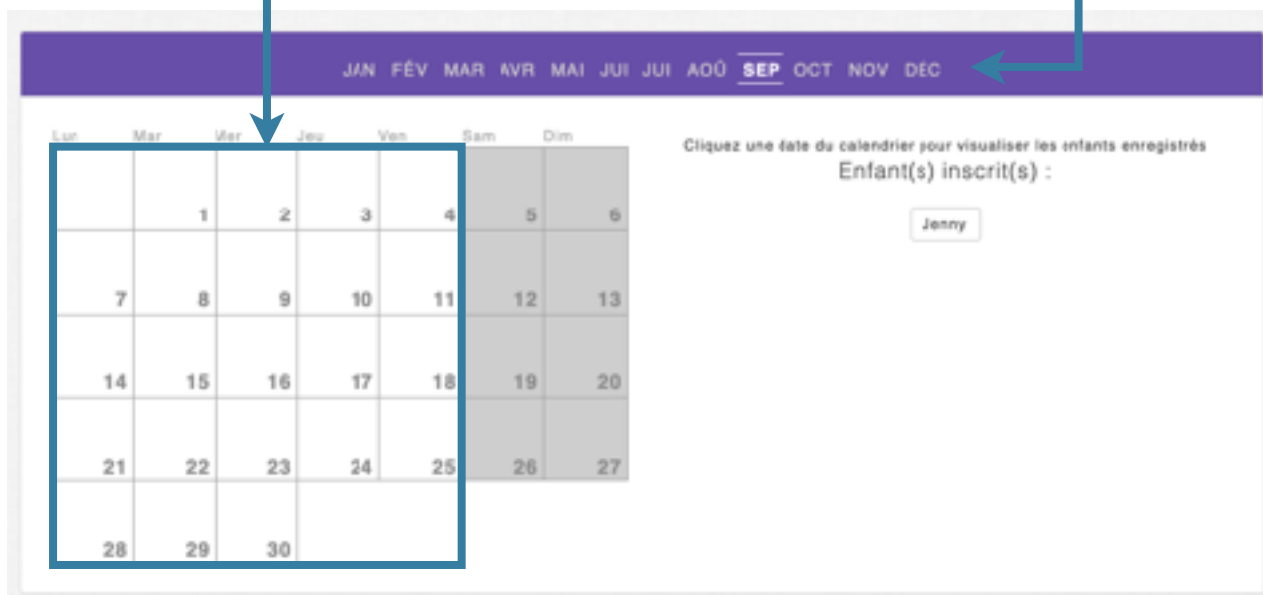 JAN FÉV MAR AVR MAI JUI JUI AOÛ SEP OCT NOV DÉC
Lun Mar Mer Jeu Ven Sam Dim
1 2 3 4 5 6
7 8 9 10 11 12 13
14 15 16 17 18 19 20
21 22 23 24 25 26 27
28 29 30
Cliquez une date du calendrier pour visualiser les enfants enregistrés
Enfant(s) inscrit(s) :
Jenny